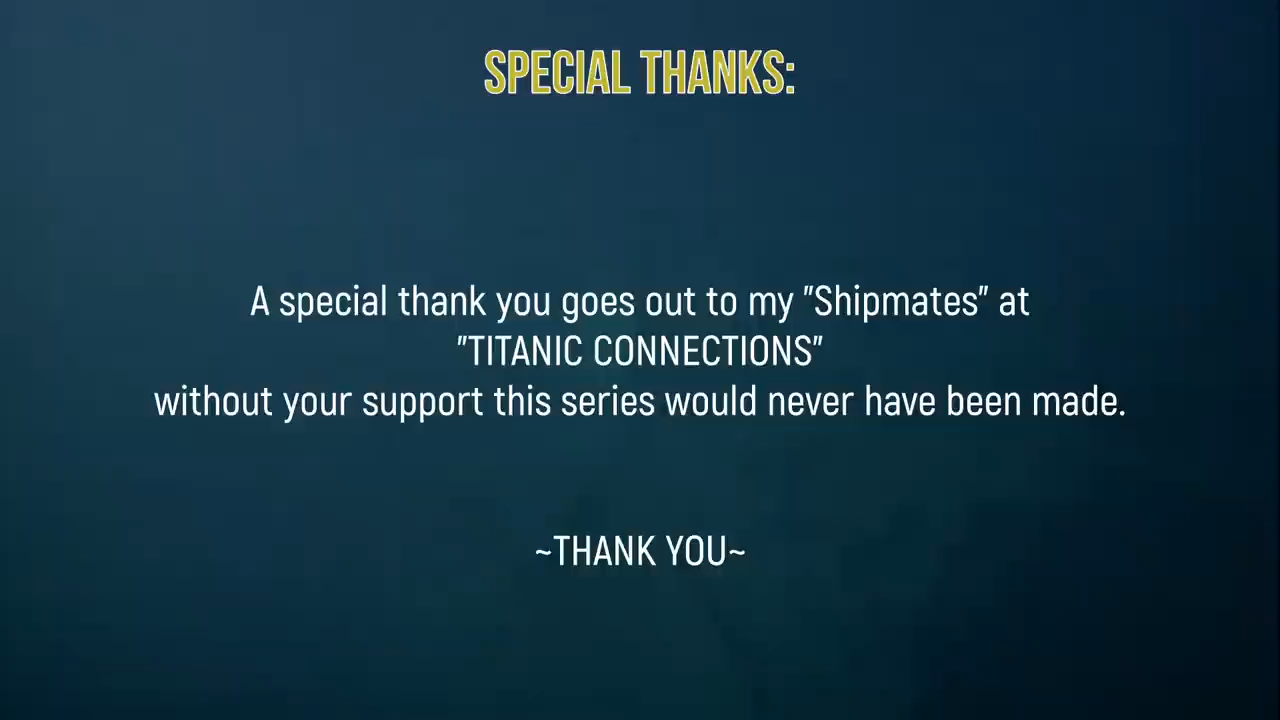 SPECIAL THANKS:
A special thank you goes out to my "Shipmates" at
"TITANIC CONNECTIONS"
without your support this series would never have been made.
~THANK YOU~